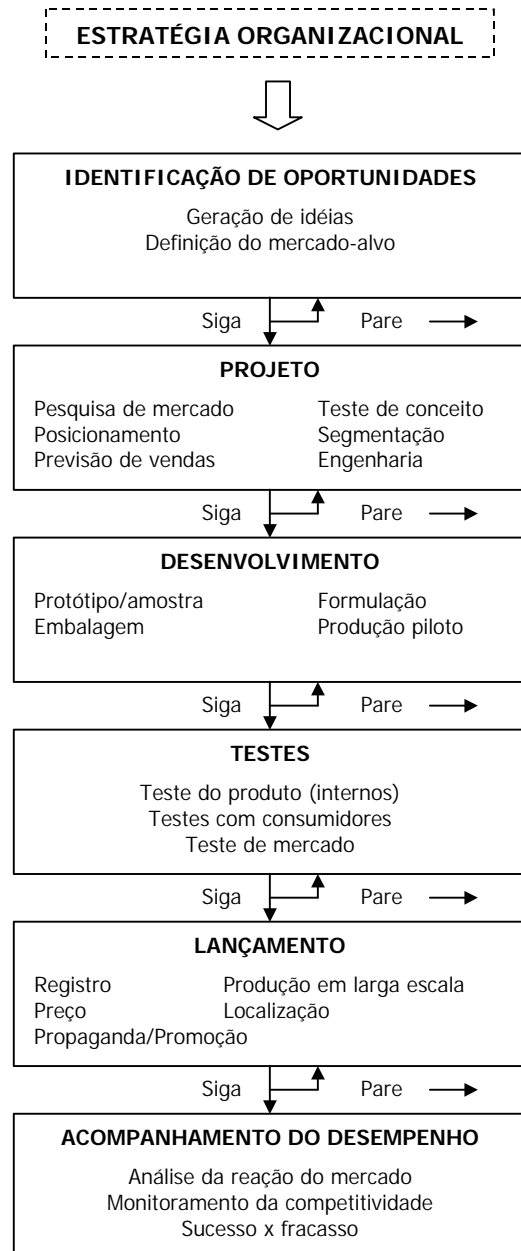 ESTRATÉGIA ORGANIZACIONAL
IDENTIFICAÇÃO DE OPORTUNIDADES
Geração de idéias
Definição do mercado-alvo
Siga Pare
PROJETO
Pesquisa de mercado Teste de conceito
Posicionamento Segmentação
Previsão de vendas Engenharia
Siga Pare
DESENVOLVIMENTO
Protótipo/amostra Formulação
Embalagem Produção piloto
Siga Pare
TESTES
Teste do produto (internos)
Testes com consumidores
Teste de mercado
Siga Pare
LANÇAMENTO
Registro Produção em larga escala
Preço Localização
Propaganda/Promoção
Siga Pare
ACOMPANHAMENTO DO DESEMPENHO
Análise da reação do mercado
Monitoramento da competitividade
Sucesso x fracasso